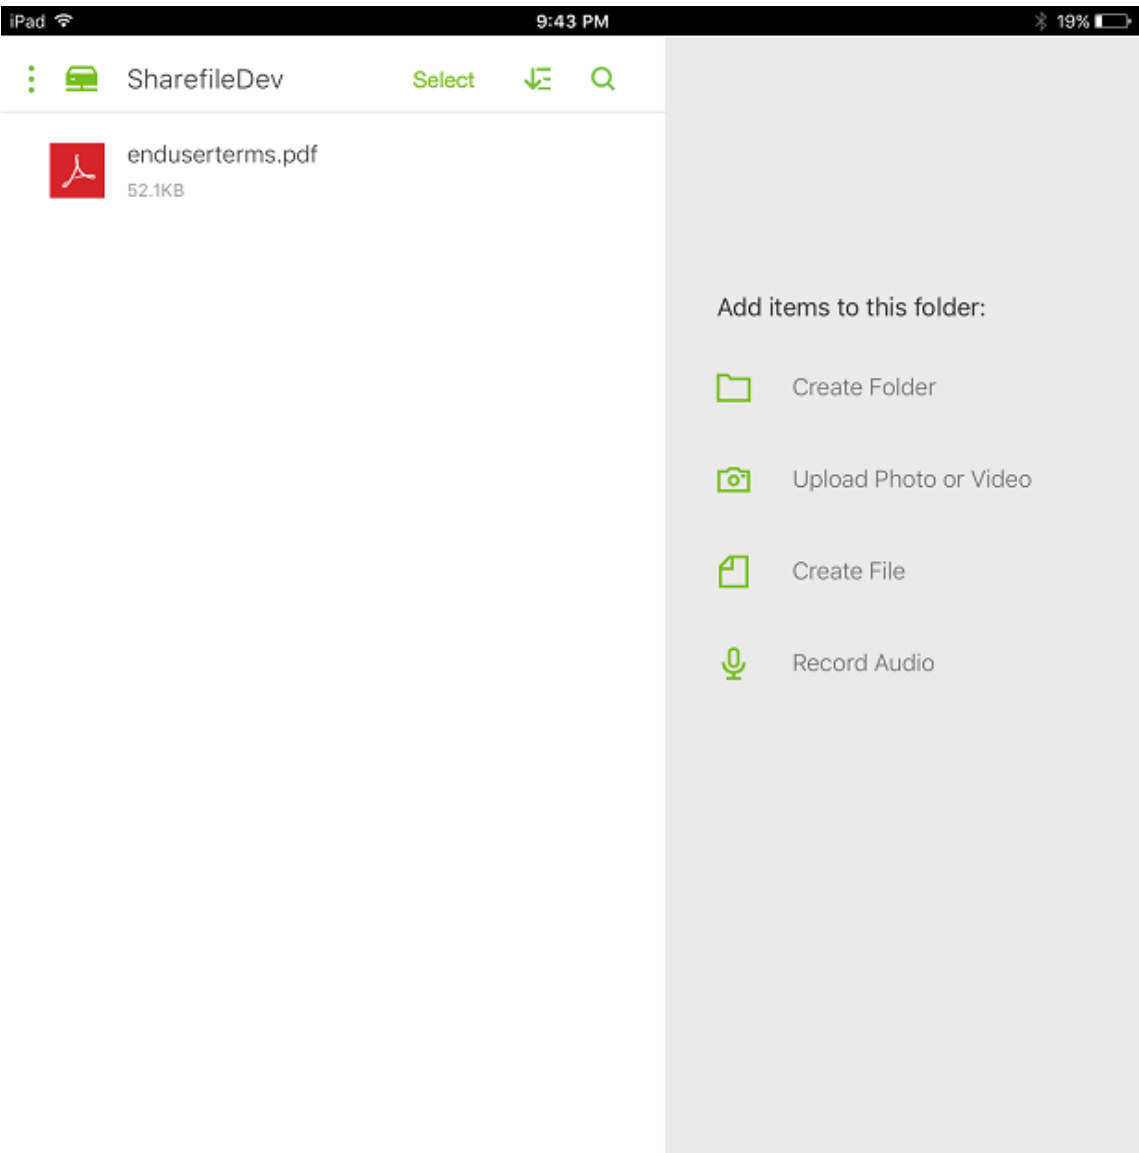 iPad 9:43 PM 19%
SharefileDev Select
enduserterms.pdf
52.1KB
Add items to this folder:
Create Folder
Upload Photo or Video
Create File
Record Audio